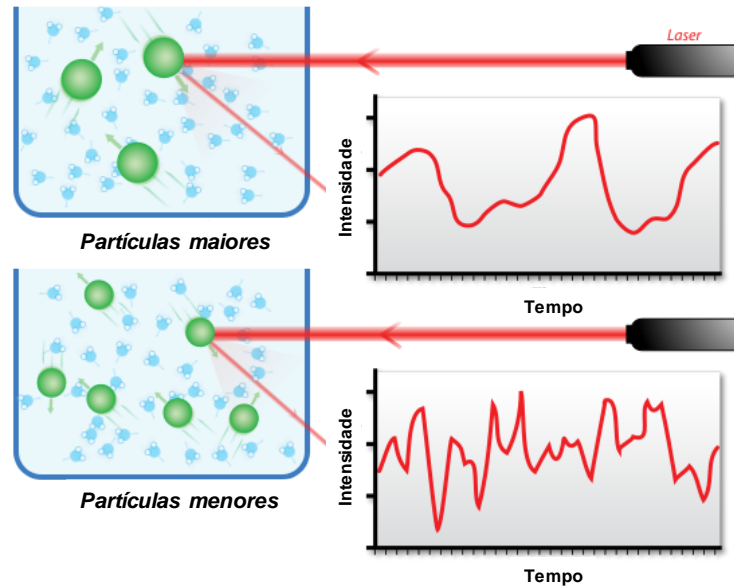 Laser
Intensidade
Partículas maiores
Tempo
Intensidade
Partículas menores
Tempo